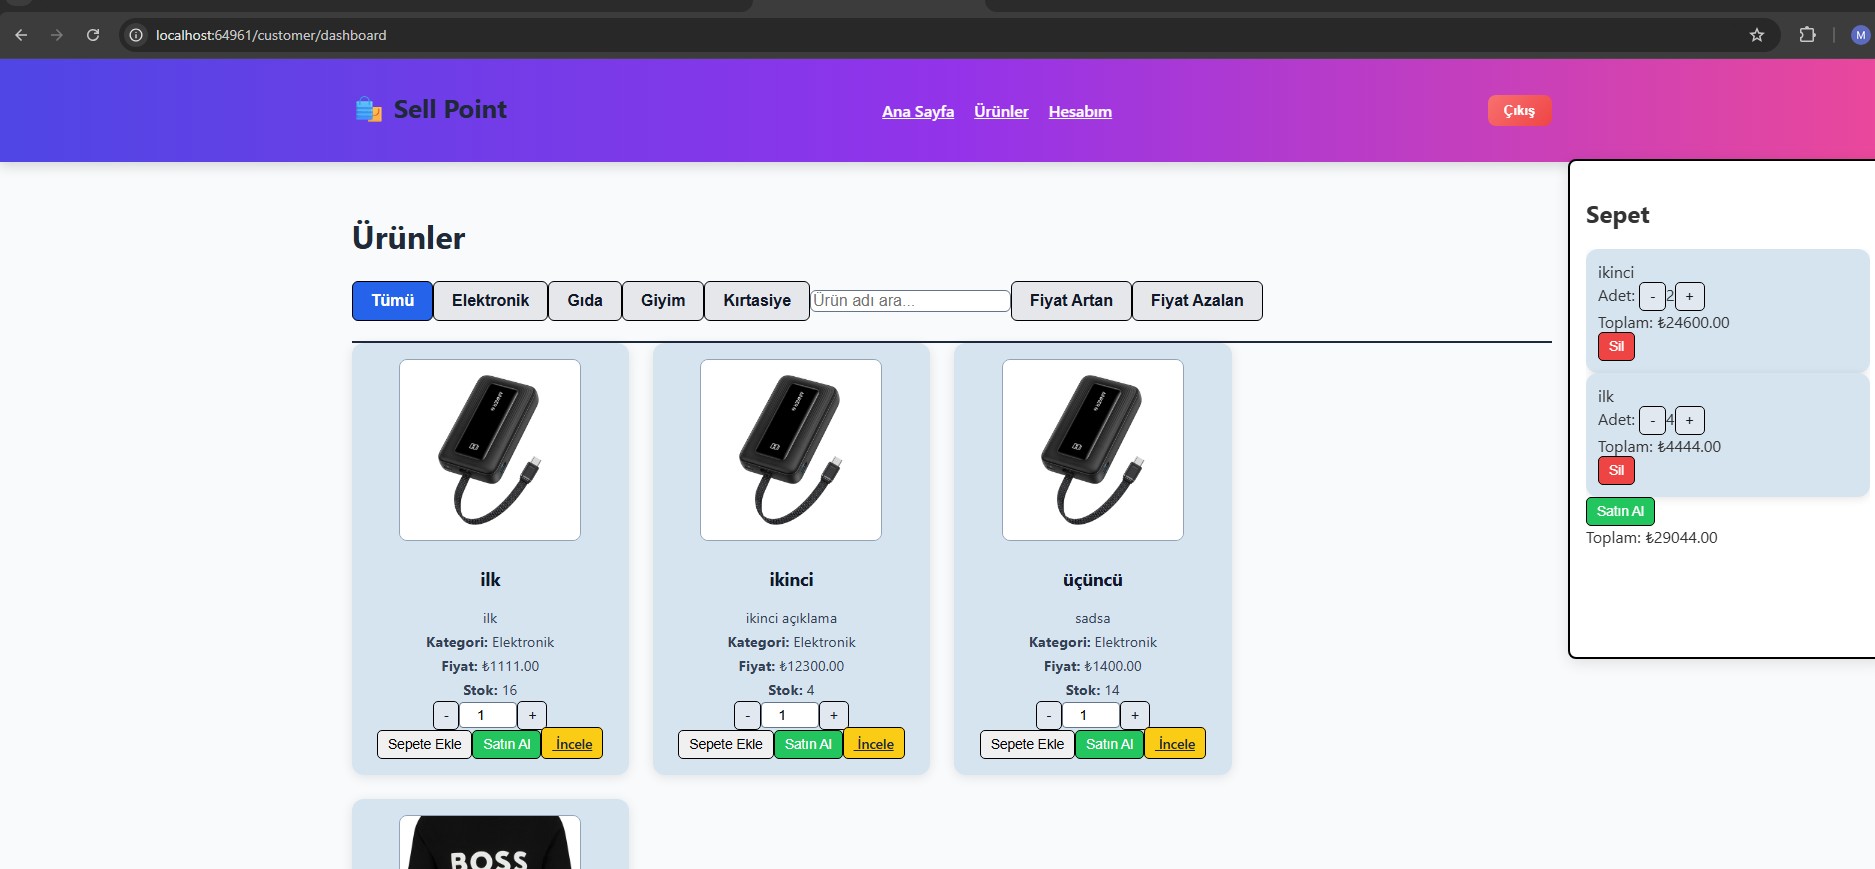 localhost:64961/customer/dashboard
M
Sell Point
Ana Sayfa Ürünler Hesabım
Çıkış
Ürünler
Tümü Elektronik Gıda Giyim Kırtasiye Ürün adı ara... Fiyat Artan Fiyat Azalan
ilk
ilk
Kategori: Elektronik
Fiyat: ₺1111.00
Stok: 16
- 1 +
Sepete Ekle Satın Al İncele
ikinci
ikinci açıklama
Kategori: Elektronik
Fiyat: ₺12300.00
Stok: 4
- 1 +
Sepete Ekle Satın Al İncele
üçüncü
sadsa
Kategori: Elektronik
Fiyat: ₺1400.00
Stok: 14
- 1 +
Sepete Ekle Satın Al İncele
BOSS
Sepet
ikinci
Adet: - 2 +
Toplam: ₺24600.00
Sil
ilk
Adet: - 4 +
Toplam: ₺4444.00
Sil
Satın Al
Toplam: ₺29044.00